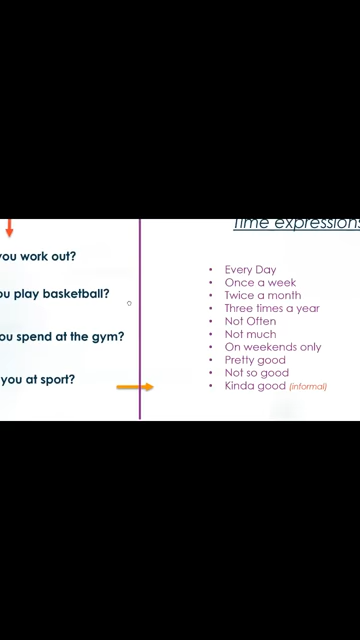 you work out?
ou play basketball?
ou spend at the gym?
you at sport?
Time expressions
• Every Day
• Once a week
• Twice a month
• Three times a year
• Not Often
• Not much
• On weekends only
• Pretty good
• Not so good
• Kinda good (informal)